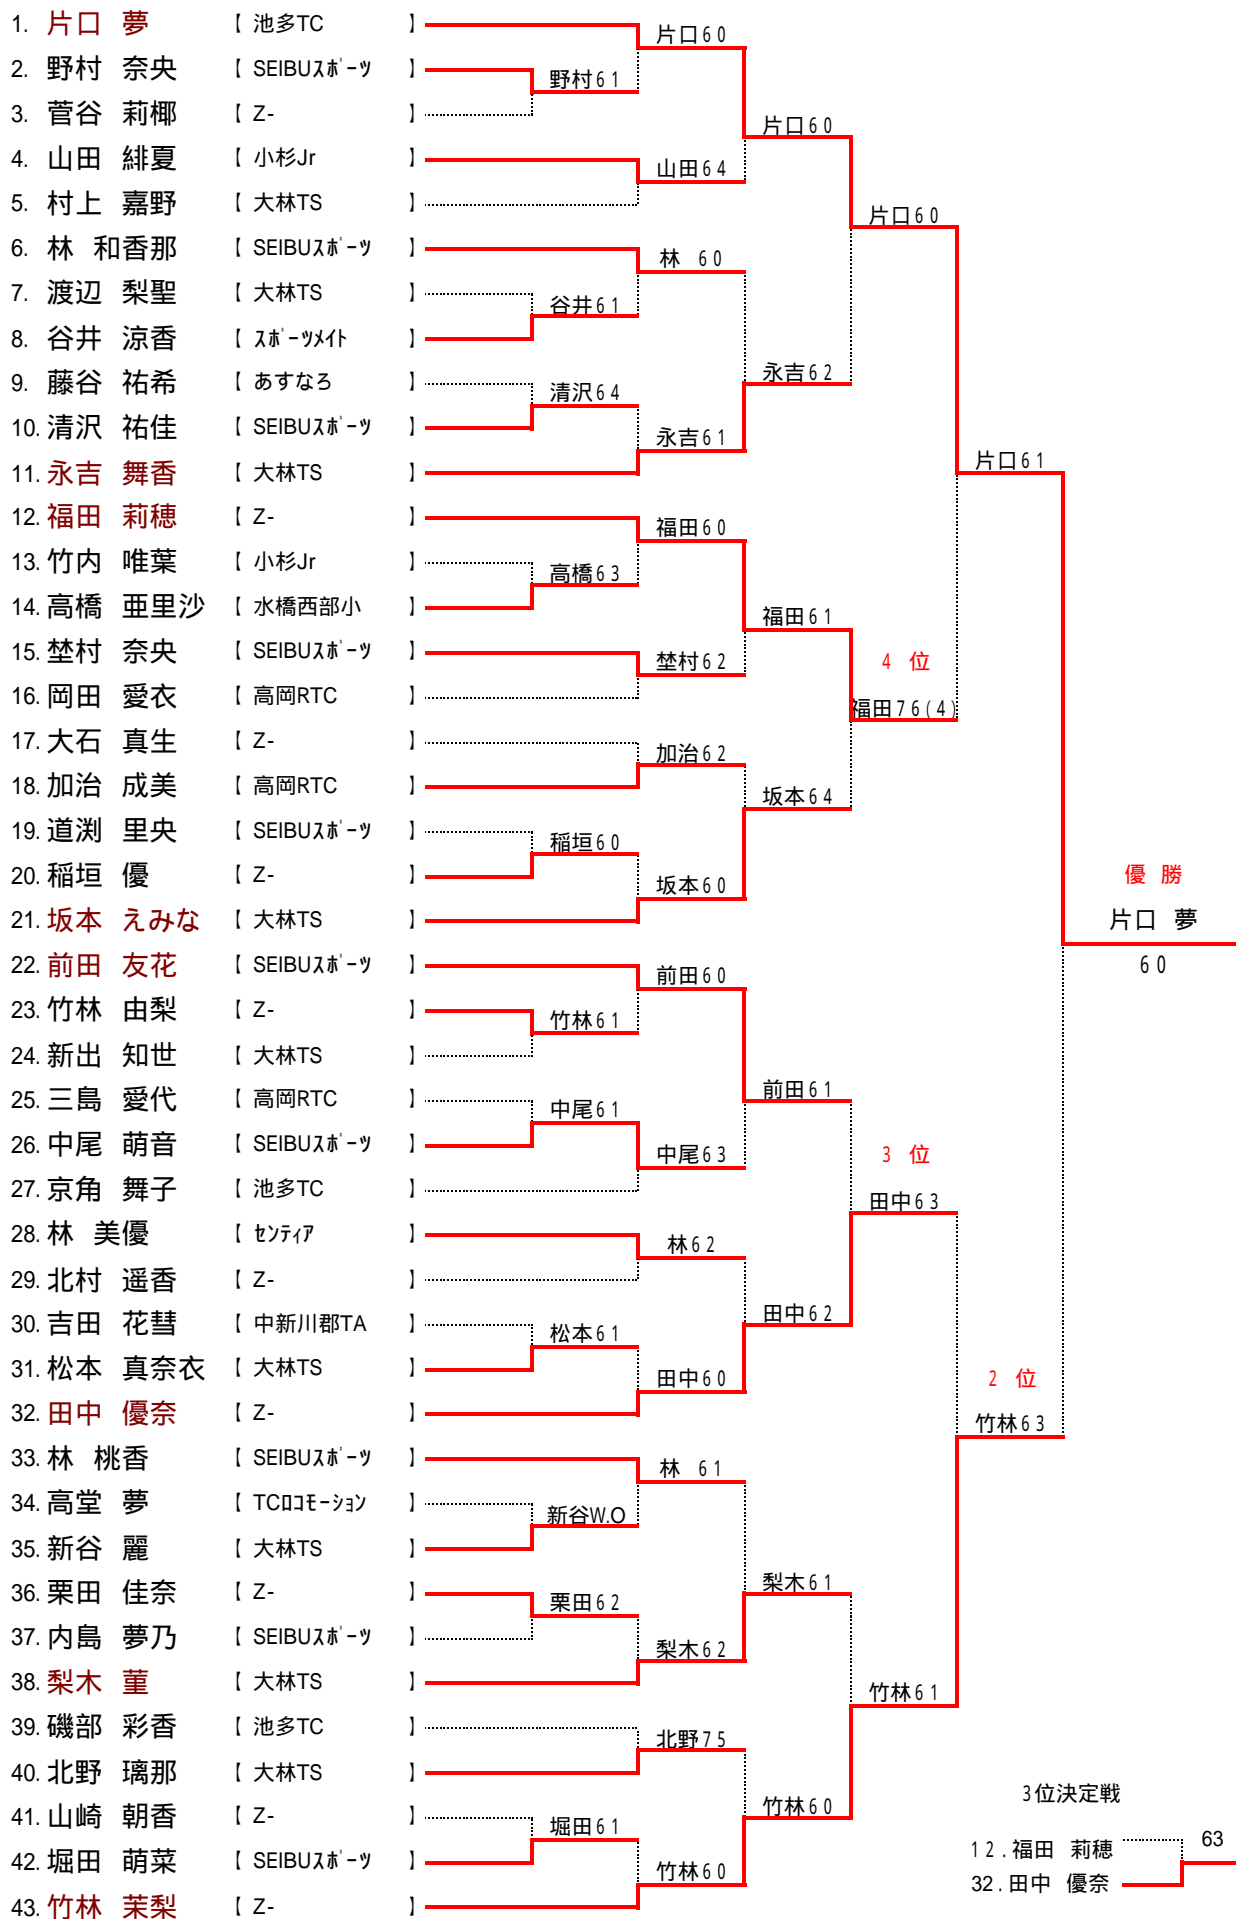 1. 片口 夢 【 池多TC 】
片口60
2. 野村 奈央 【 SEIBUスポーツ 】
野村61
3. 菅谷 莉椰 【 Z- 】
片口60
4. 山田 緋夏 【 小杉Jr 】
山田64
5. 村上 嘉野 【 大林TS 】
片口60
6. 林 和香那 【 SEIBUスポーツ 】
林 60
7. 渡辺 梨聖 【 大林TS 】
谷井61
8. 谷井 涼香 【 スポーツメイト 】
永吉62
9. 藤谷 祐希 【 あすなろ 】
清沢64
10. 清沢 祐佳 【 SEIBUスポーツ 】
永吉61
片口61
11. 永吉 舞香 【 大林TS 】
12. 福田 莉穂 【 Z- 】
福田60
13. 竹内 唯葉 【 小杉Jr 】
高橋63
14. 高橋 亜里沙 【 水橋西部小 】
福田61
15. 埜村 奈央 【 SEIBUスポーツ 】
埜村62
4 位
16. 岡田 愛衣 【 高岡RTC 】
福田76(4)
17. 大石 真生 【 Z- 】
加治62
18. 加治 成美 【 高岡RTC 】
坂本64
19. 道渕 里央 【 SEIBUスポーツ 】
稲垣60
20. 稲垣 優 【 Z- 】
坂本60
優 勝
21. 坂本 えみな 【 大林TS 】
片口 夢
22. 前田 友花 【 SEIBUスポーツ 】
前田60
60
23. 竹林 由梨 【 Z- 】
竹林61
24. 新出 知世 【 大林TS 】
前田61
25. 三島 愛代 【 高岡RTC 】
中尾61
26. 中尾 萌音 【 SEIBUスポーツ 】
中尾63
3 位
27. 京角 舞子 【 池多TC 】
田中63
28. 林 美優 【 センティア 】
林62
29. 北村 遥香 【 Z- 】
田中62
30. 吉田 花彗 【 中新川郡TA 】
松本61
31. 松本 真奈衣 【 大林TS 】
田中60
2 位
32. 田中 優奈 【 Z- 】
竹林63
33. 林 桃香 【 SEIBUスポーツ 】
林 61
34. 高堂 夢 【 TCロコモーション 】
新谷W.O
35. 新谷 麗 【 大林TS 】
梨木61
36. 栗田 佳奈 【 Z- 】
栗田62
37. 内島 夢乃 【 SEIBUスポーツ 】
梨木62
38. 梨木 菫 【 大林TS 】
竹林61
39. 磯部 彩香 【 池多TC 】
北野75
40. 北野 璃那 【 大林TS 】
3位決定戦
竹林60
41. 山崎 朝香 【 Z- 】
堀田61
12.福田 莉穂
63
42. 堀田 萌菜 【 SEIBUスポーツ 】
竹林60
32.田中 優奈
43. 竹林 茉梨 【 Z- 】